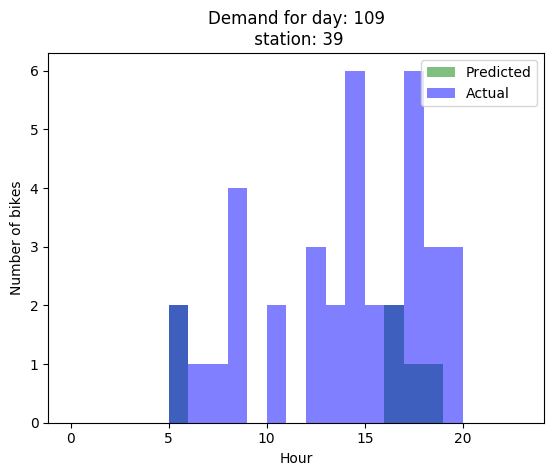 Demand for day: 109
station: 39
Predicted
Actual
Number of bikes
6
5
4
3
2
1
0
0 5 10 15 20
Hour